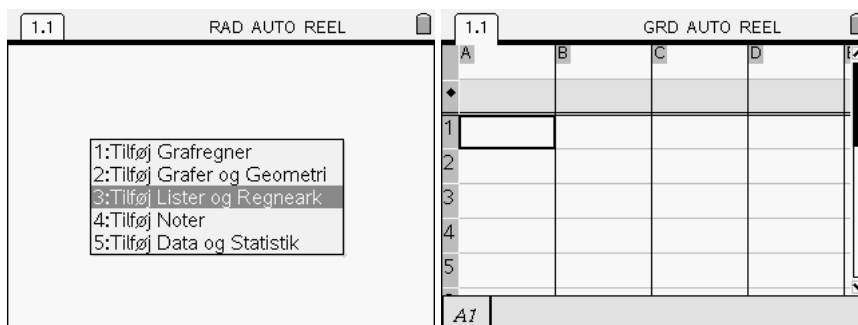 1.1 RAD AUTO REEL
1:Tilføj Grafregner
2:Tilføj Grafer og Geometri
3:Tilføj Lister og Regneark
4:Tilføj Noter
5:Tilføj Data og Statistik
1.1 GRD AUTO REEL
A B C D E
1
2
3
4
5
A1